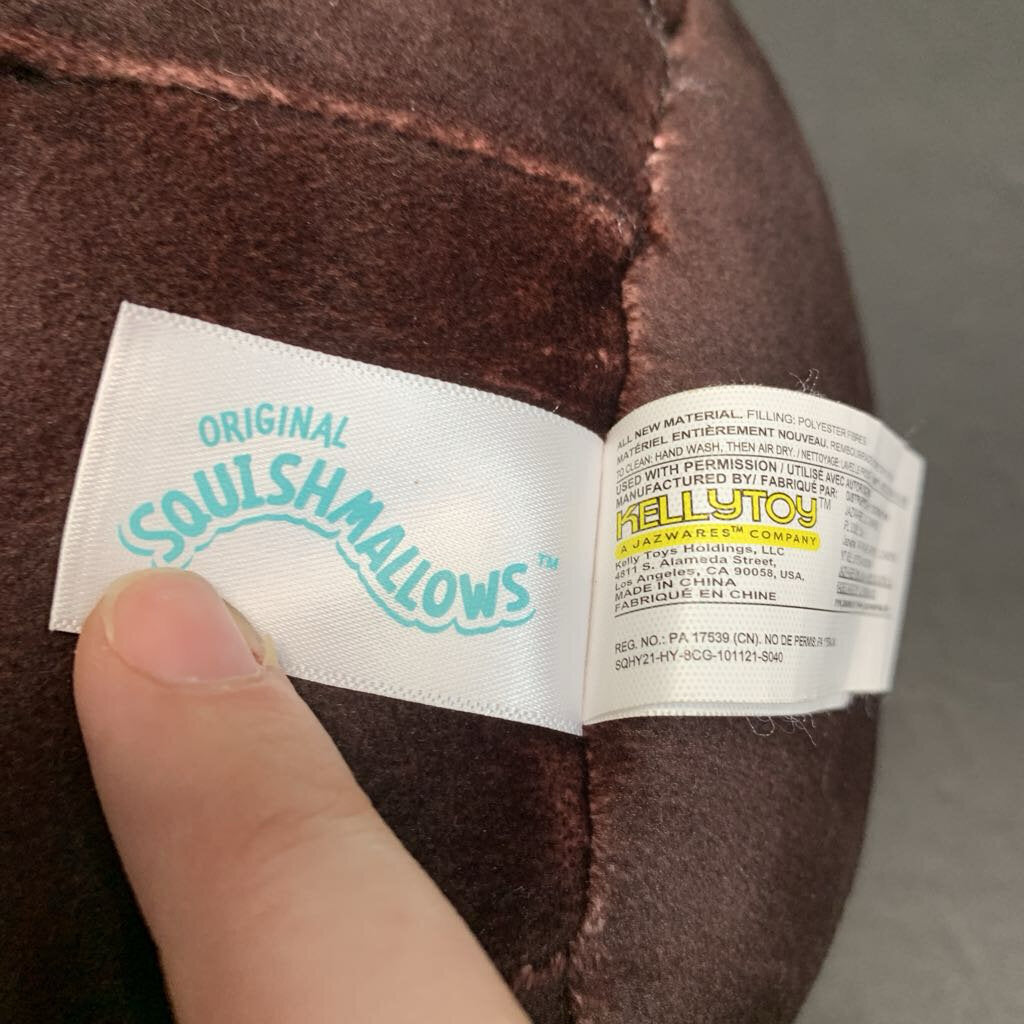 ORIGINAL
SQUISHMALLOWS™
ALL NEW MATERIAL. FILLING: POLYESTER FIBRES
MATÉRIEL ENTIÈREMENT NOUVEAU.
TO CLEAN: HAND WASH, THEN AIR DRY. / NETTOYAGE:
USED WITH PERMISSION / UTILISÉ AVEC
MANUFACTURED BY/ FABRIQUÉ PAR:
KELLYTOY™
A JAZWARES™ COMPANY
Kelly Toys Holdings, LLC
4811 S. Alameda Street,
Los Angeles, CA 90058, USA.
MADE IN CHINA
FABRIQUÉ EN CHINE
REG. NO.: PA 17539 (CN). NO DE PERMIS:
SQHY21-HY-8CG-101121-S040